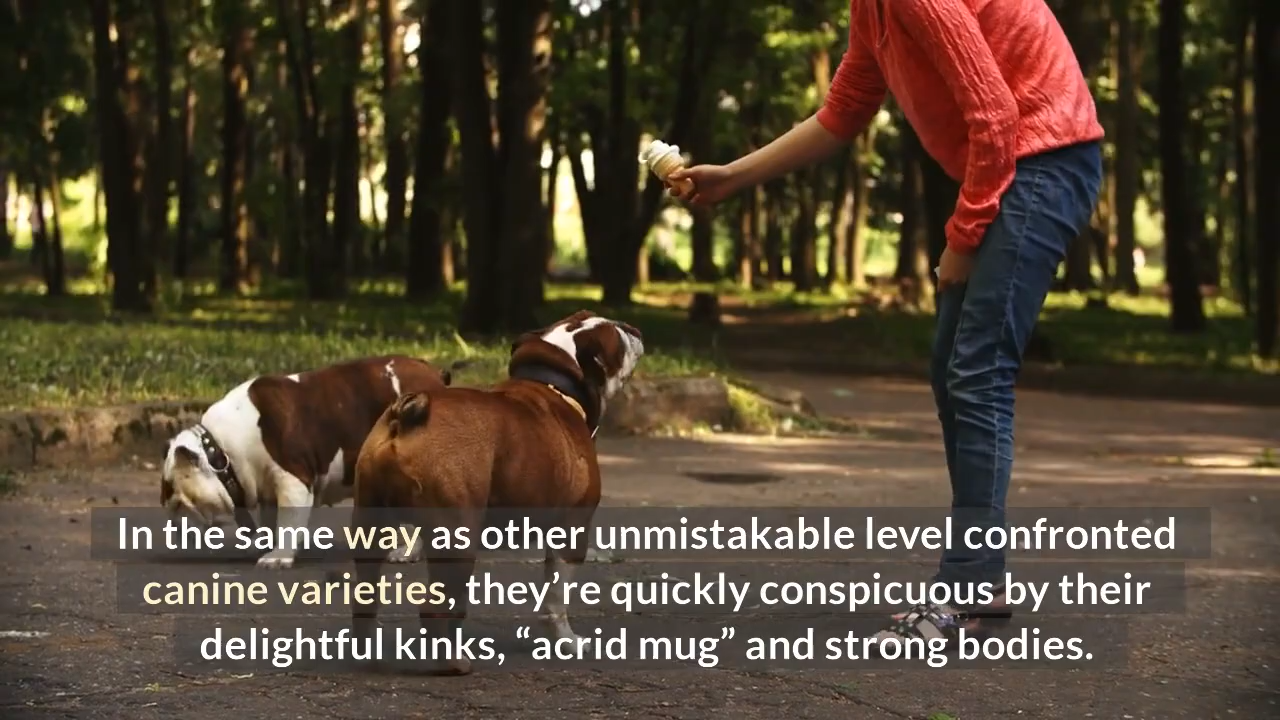 In the same way as other unmistakable level confronted
canine varieties, they’re quickly conspicuous by their
delightful kinks, “acrid mug” and strong bodies.